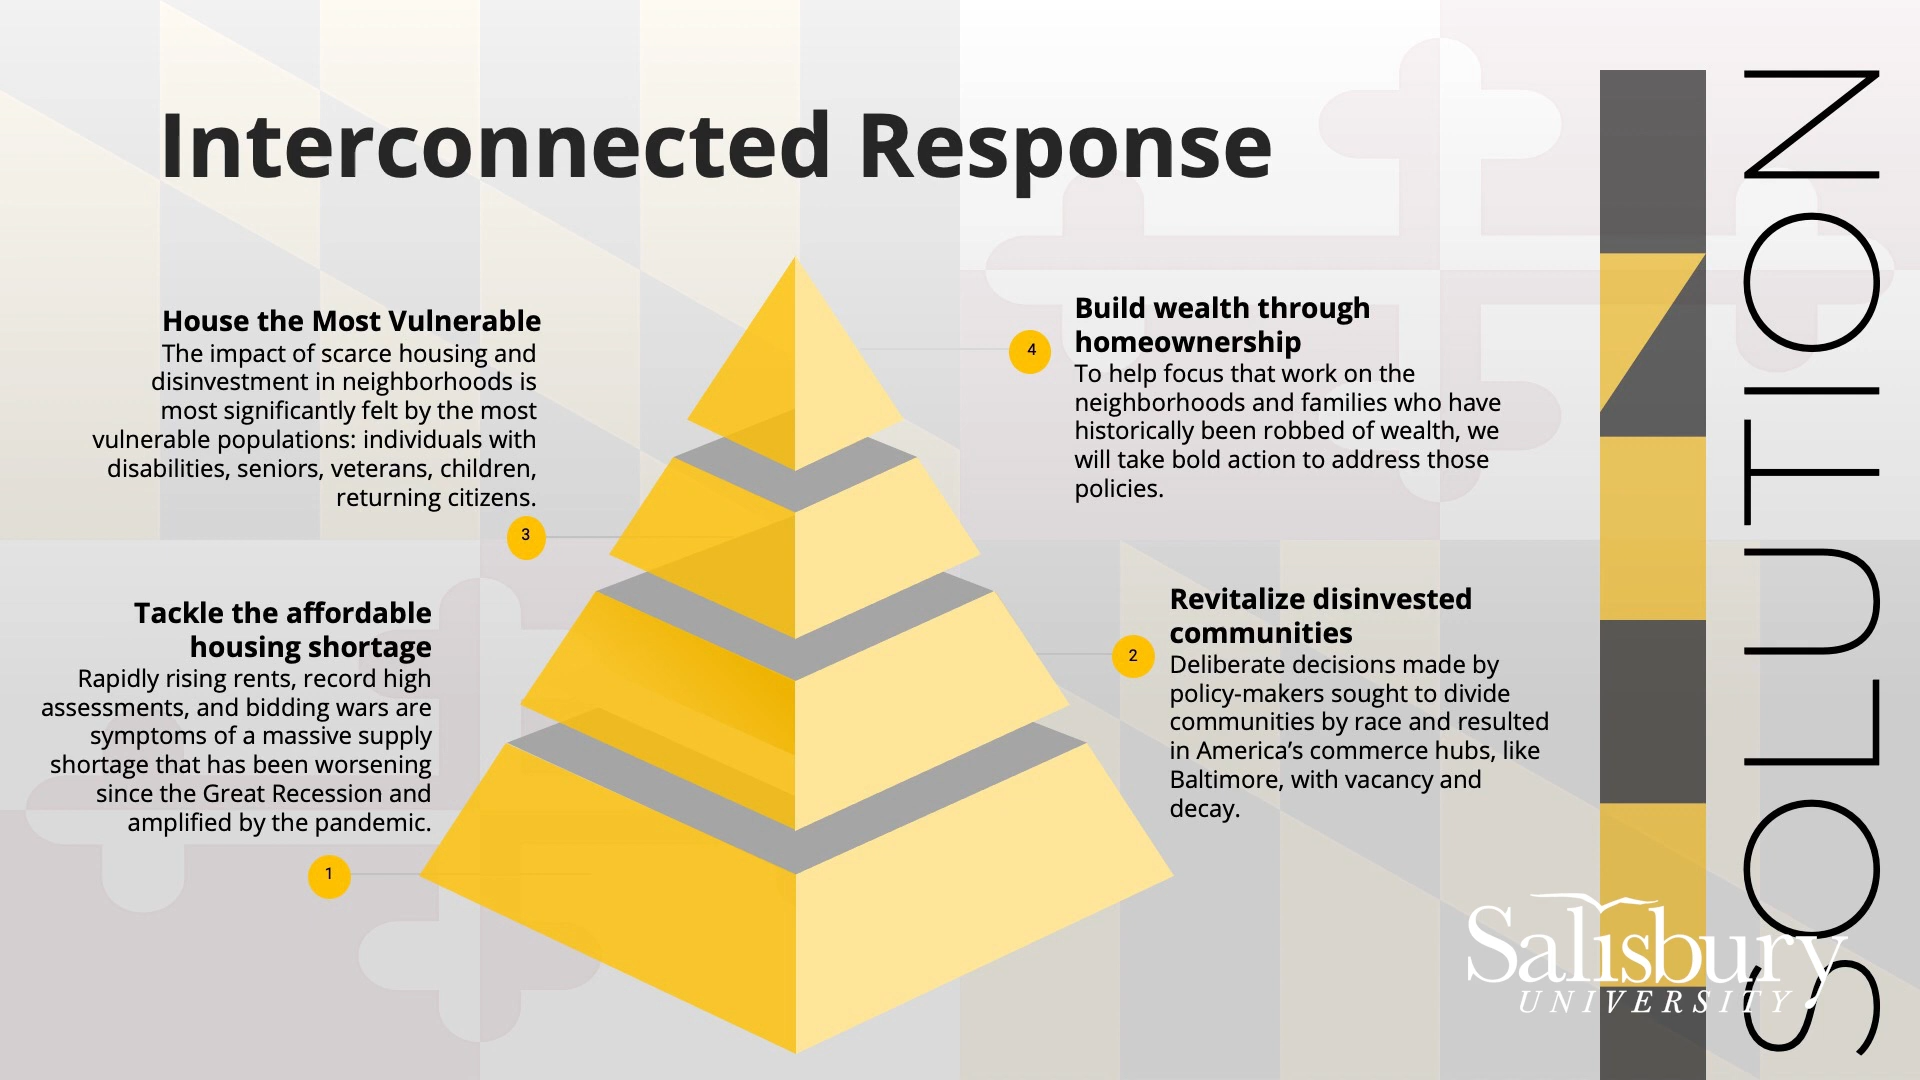 Interconnected Response
House the Most Vulnerable
The impact of scarce housing and
disinvestment in neighborhoods is
most significantly felt by the most
vulnerable populations: individuals with
disabilities, seniors, veterans, children,
returning citizens.
3
Tackle the affordable
housing shortage
Rapidly rising rents, record high
assessments, and bidding wars are
symptoms of a massive supply
shortage that has been worsening
since the Great Recession and
amplified by the pandemic.
1
4
Build wealth through
homeownership
To help focus that work on the
neighborhoods and families who have
historically been robbed of wealth, we
will take bold action to address those
policies.
2
Revitalize disinvested
communities
Deliberate decisions made by
policy-makers sought to divide
communities by race and resulted
in America’s commerce hubs, like
Baltimore, with vacancy and
decay.
SOLUTION
Salisbury
UNIVERSITY